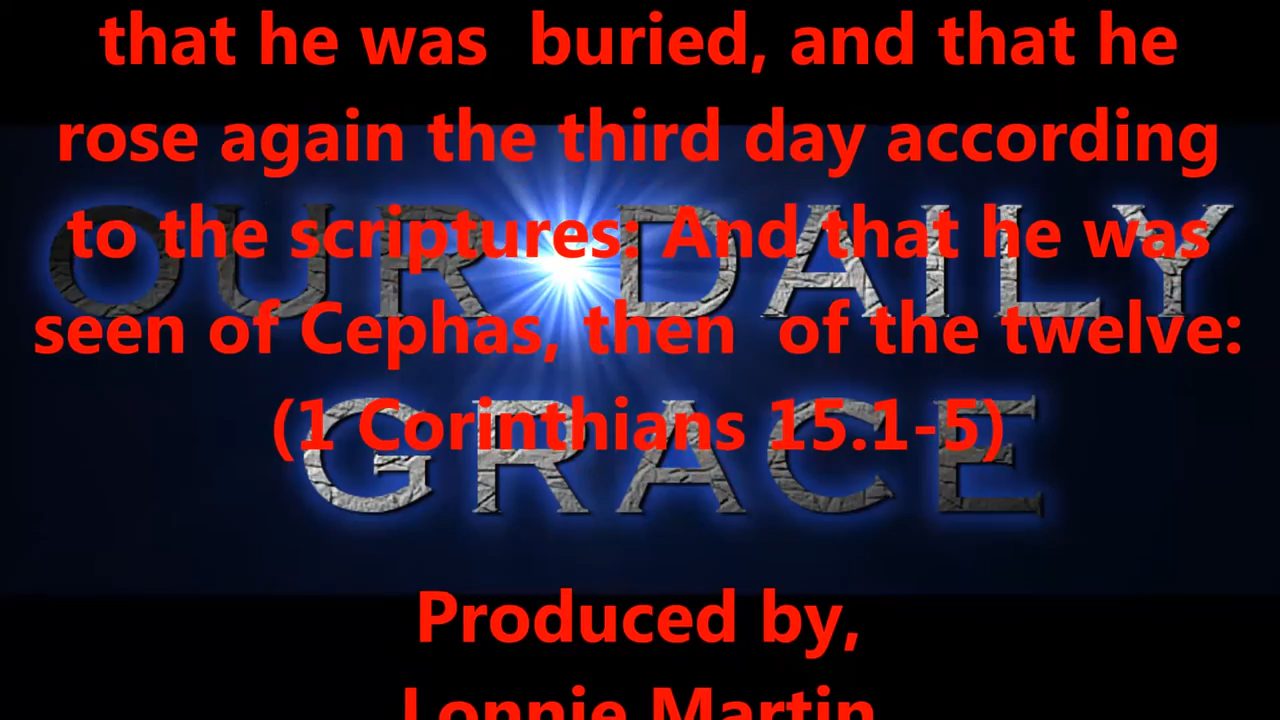 that he was  buried, and that he
rose again the third day according
to the scriptures: And that he was
seen of Cephas, then  of the twelve:
(1 Corinthians 15.1-5)
OUR DAILY
GRACE
Produced by,
Lonnie Martin